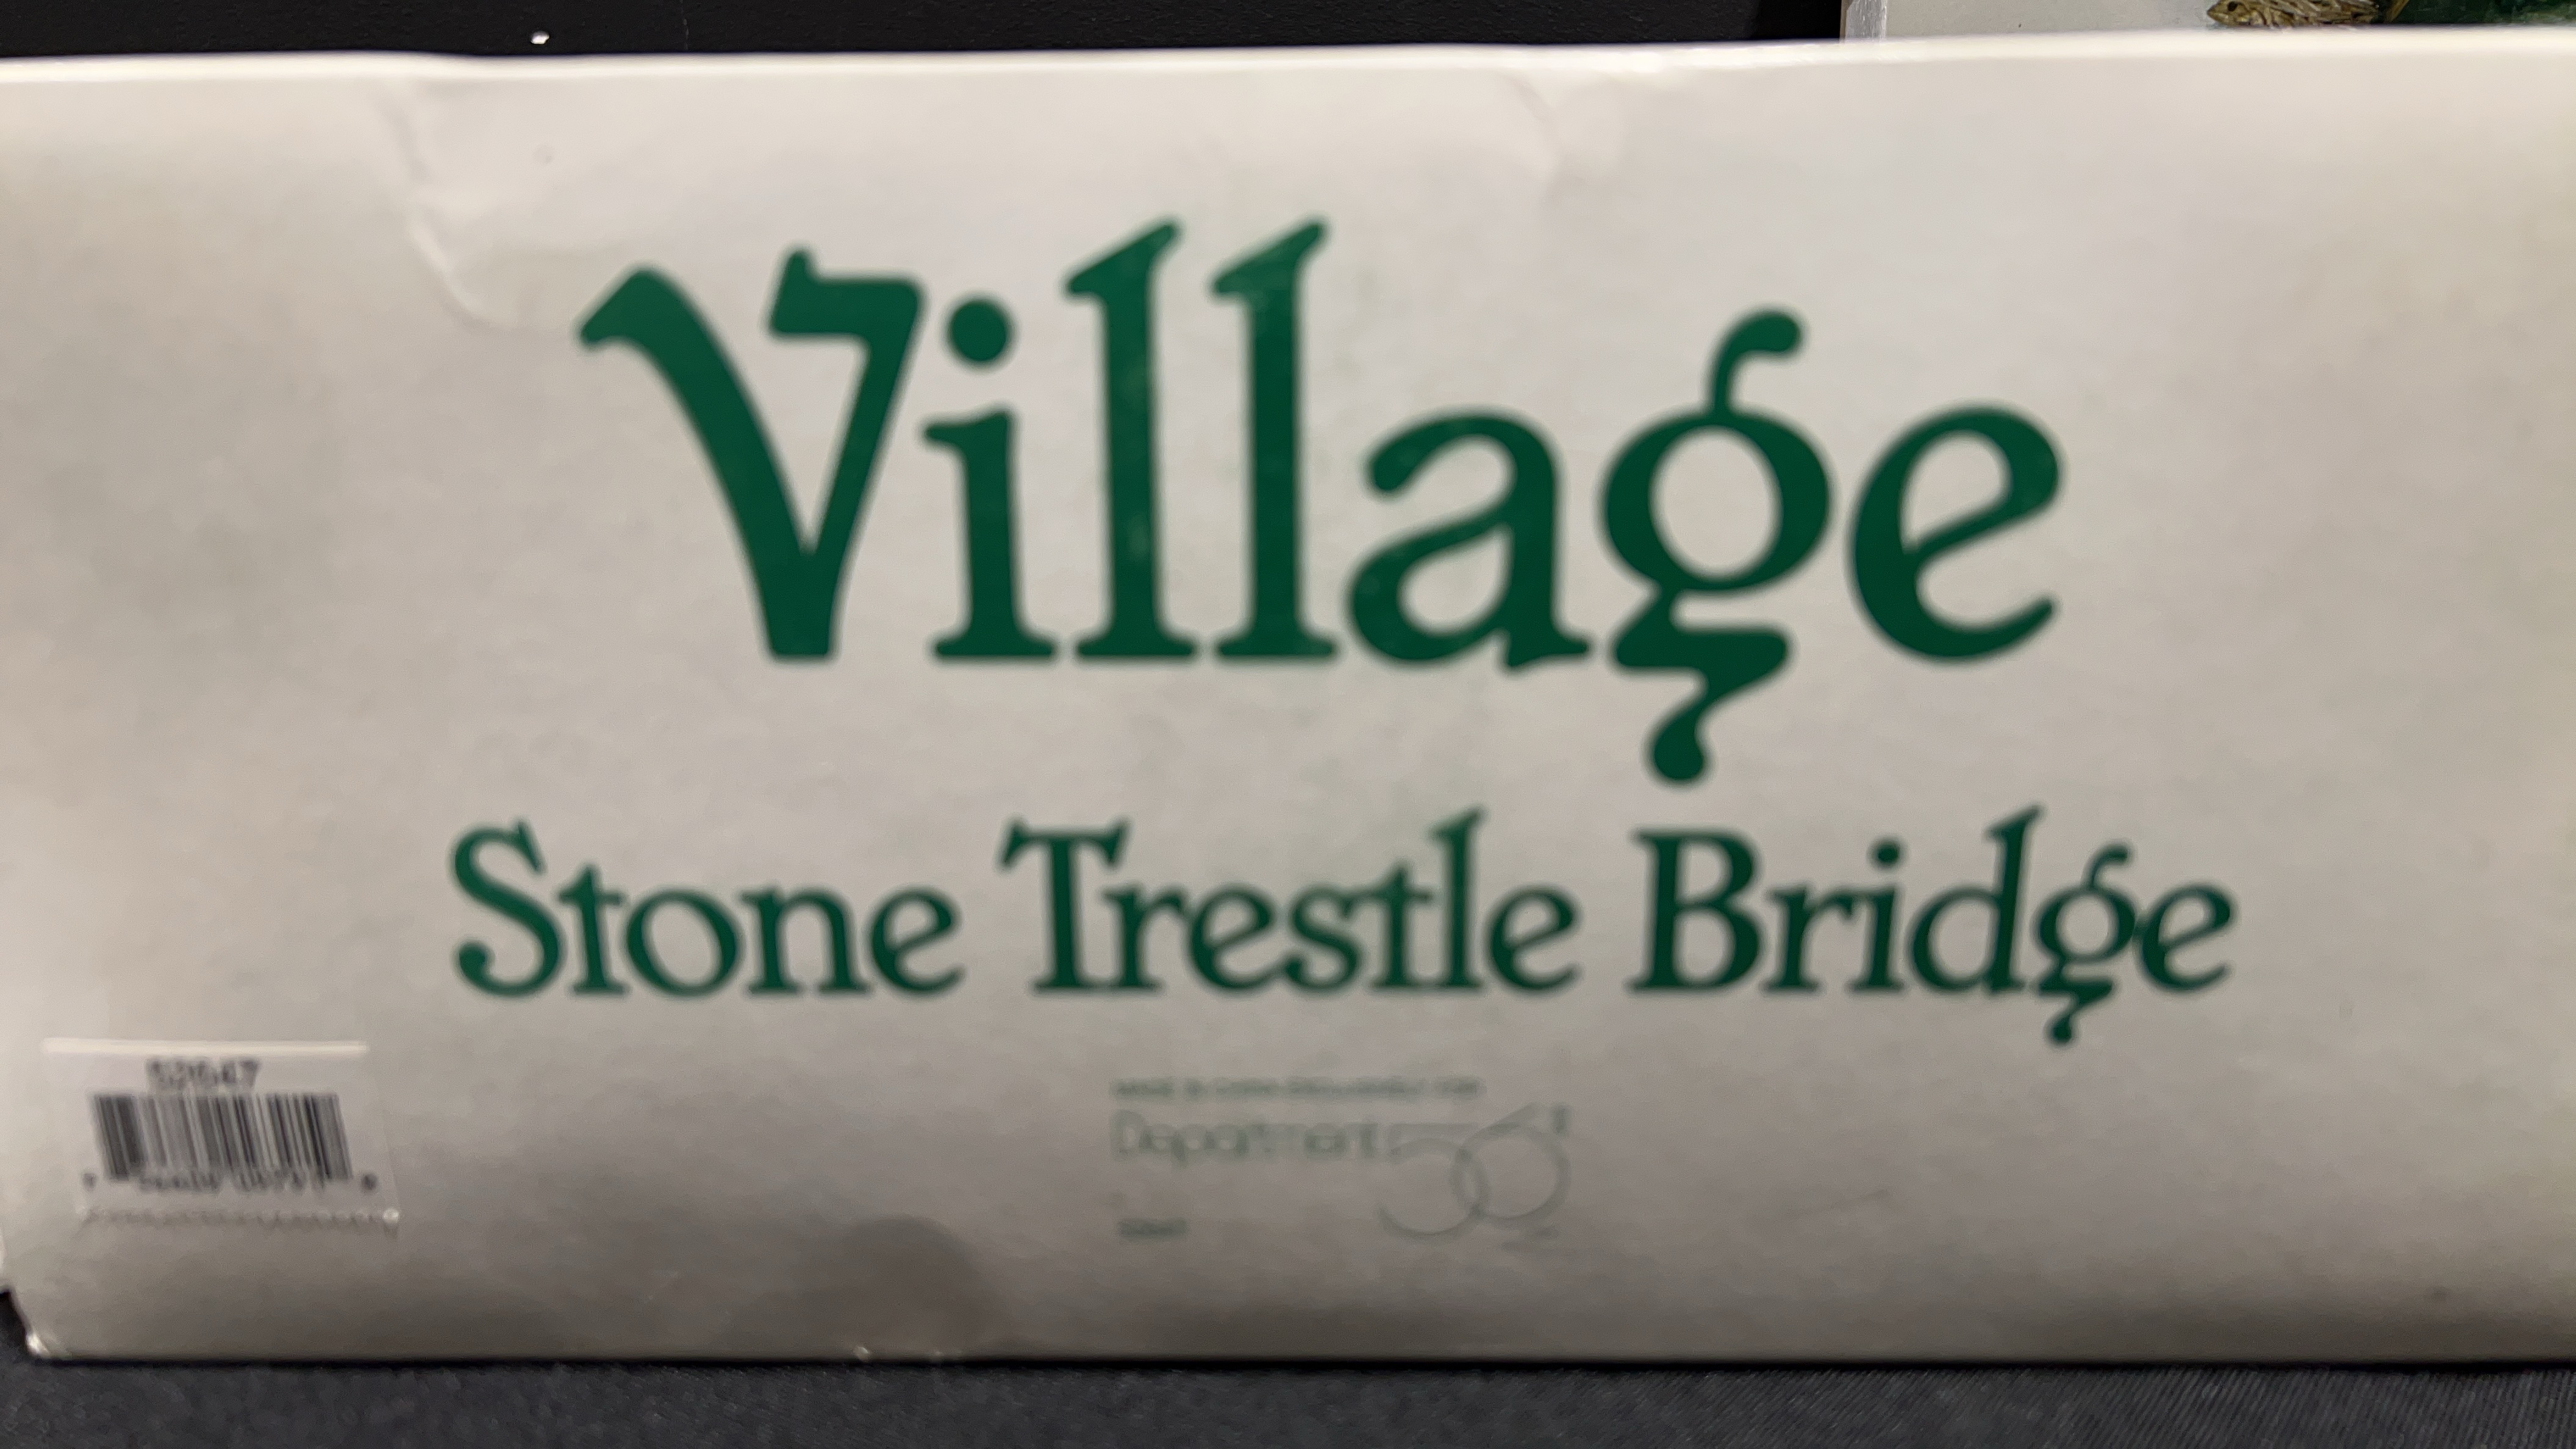 Village
Stone Trestle Bridge
52647
Department 56